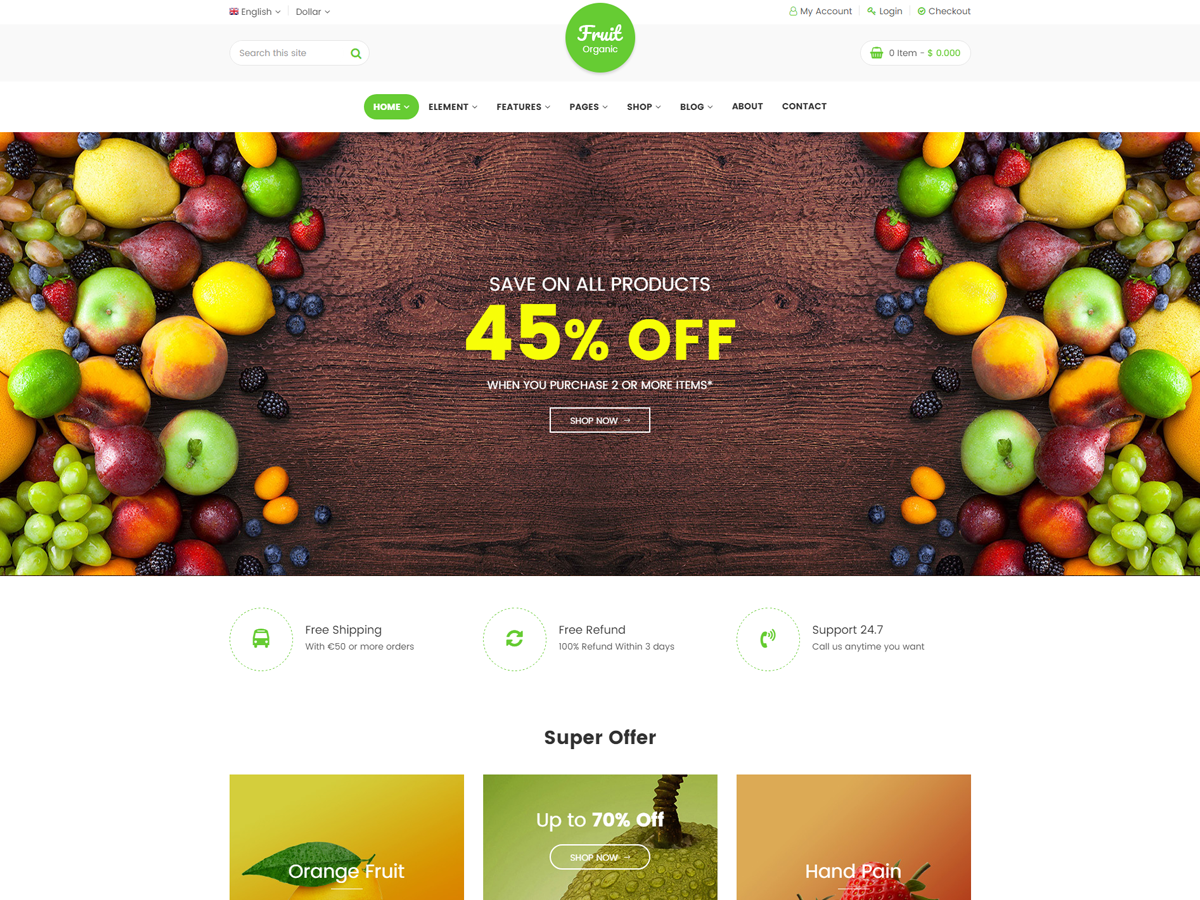 English
Dollar
My Account
Login
Checkout
Fruit
Organic
Search this site
0 Item - $ 0.000
HOME
ELEMENT
FEATURES
PAGES
SHOP
BLOG
ABOUT
CONTACT
SAVE ON ALL PRODUCTS
45% OFF
WHEN YOU PURCHASE 2 OR MORE ITEMS*
SHOP NOW →
Free Shipping
With €50 or more orders
Free Refund
100% Refund Within 3 days
Support 24.7
Call us anytime you want
Super Offer
Orange Fruit
Up to 70% Off
SHOP NOW →
Hand Pain